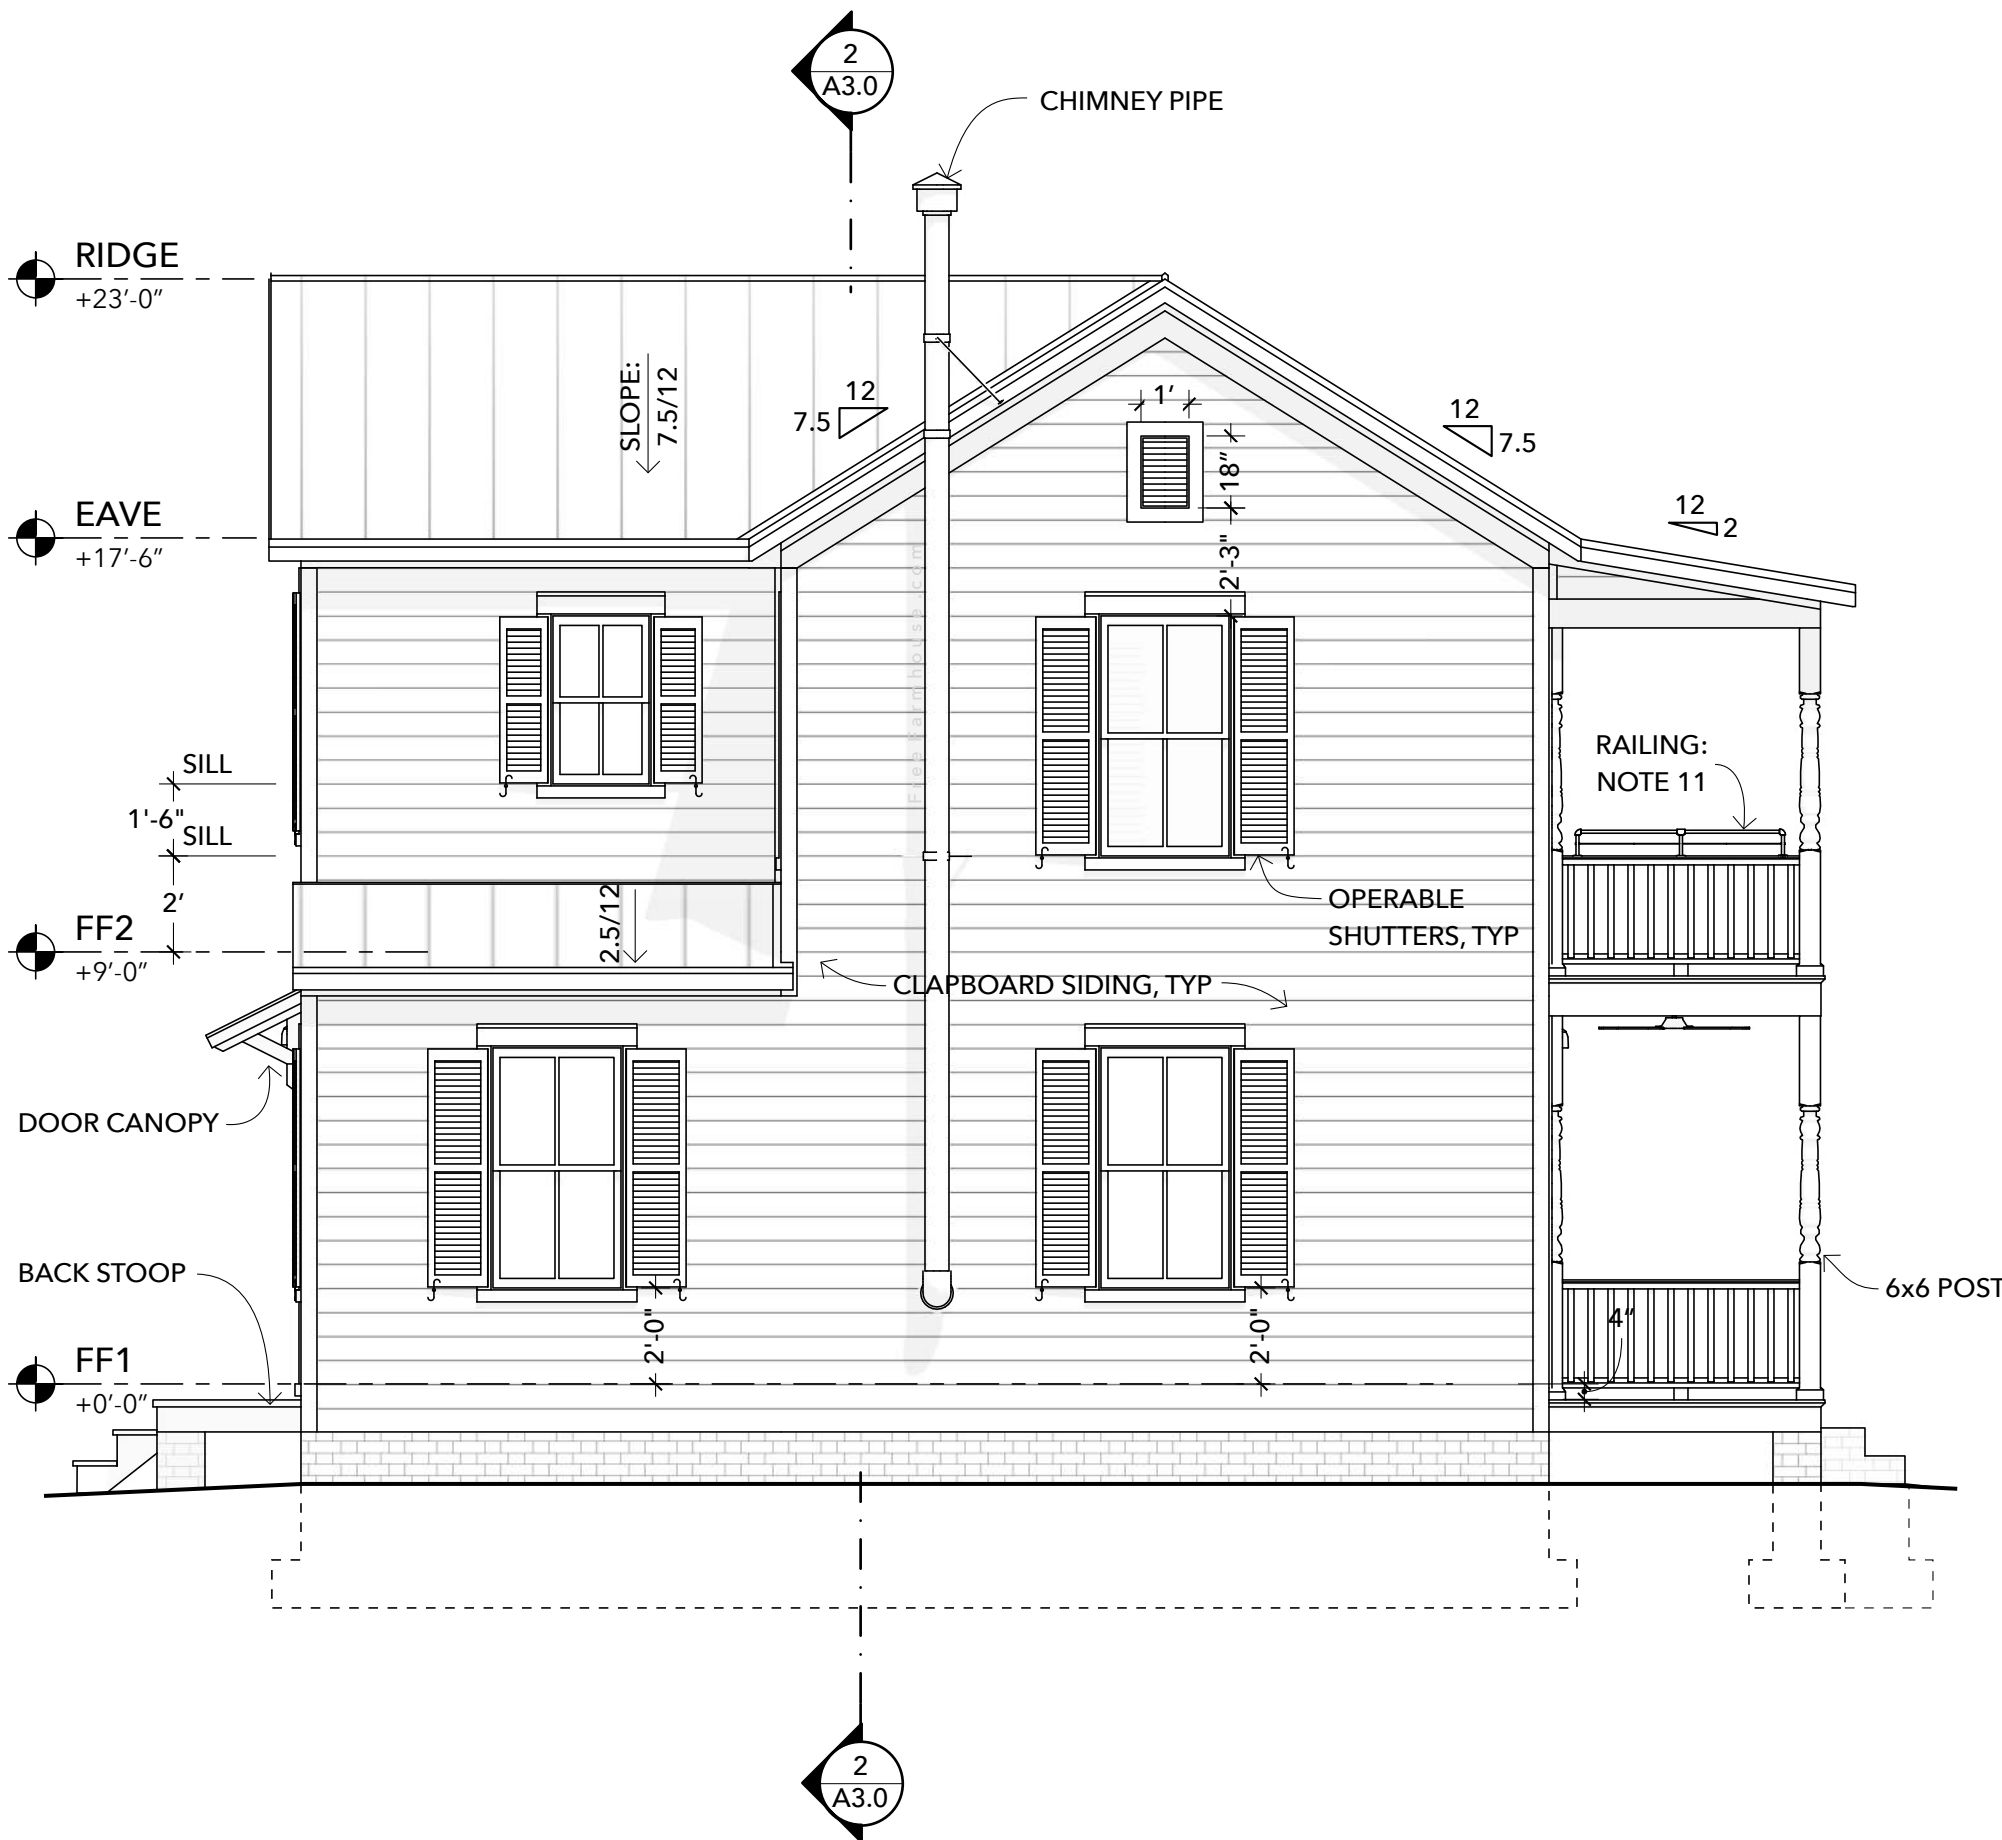 2
A3.0
CHIMNEY PIPE
RIDGE
+23’-0”
SLOPE:
7.5/12
12
7.5
1’
18”
12
7.5
EAVE
+17’-6”
12
2
2'-3"
Free Farmhouse .com
RAILING:
NOTE 11
SILL
1'-6"
SILL
2’
OPERABLE
SHUTTERS, TYP
FF2
+9’-0”
2.5/12
CLAPBOARD SIDING, TYP
DOOR CANOPY
BACK STOOP
6x6 POST
2'-0"
2'-0"
4”
FF1
+0’-0”
2
A3.0